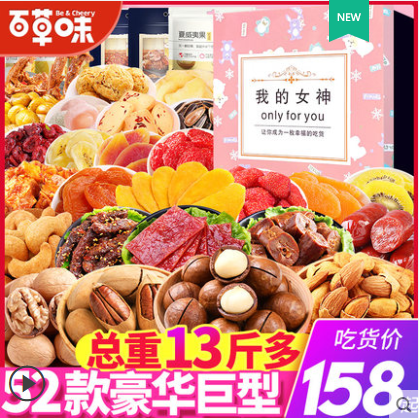 Be & Cheery
百草味
夏威夷果
NEW
我的女神
only for you
让你成为一枚幸福的吃货
总重13斤多
92款豪华巨型
吃货价
158